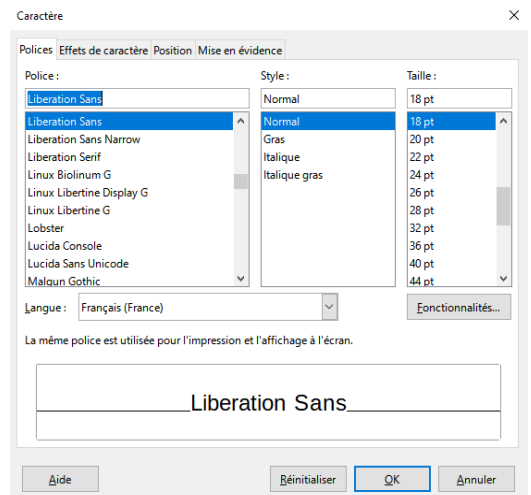 Caractère
Polices Effets de caractère Position Mise en évidence
Police : Style : Taille :
Liberation Sans Normal 18 pt
Liberation Sans Normal 18 pt
Liberation Sans Narrow Gras 20 pt
Liberation Serif Italique 22 pt
Linux Biolinum G Italique gras 24 pt
Linux Libertine Display G 26 pt
Linux Libertine G 28 pt
Lobster 32 pt
Lucida Console 36 pt
Lucida Sans Unicode 40 pt
Malgun Gothic 44 pt
Langue : Français (France) Fonctionnalités...
La même police est utilisée pour l'impression et l'affichage à l'écran.
Liberation Sans
Aide Réinitialiser OK Annuler